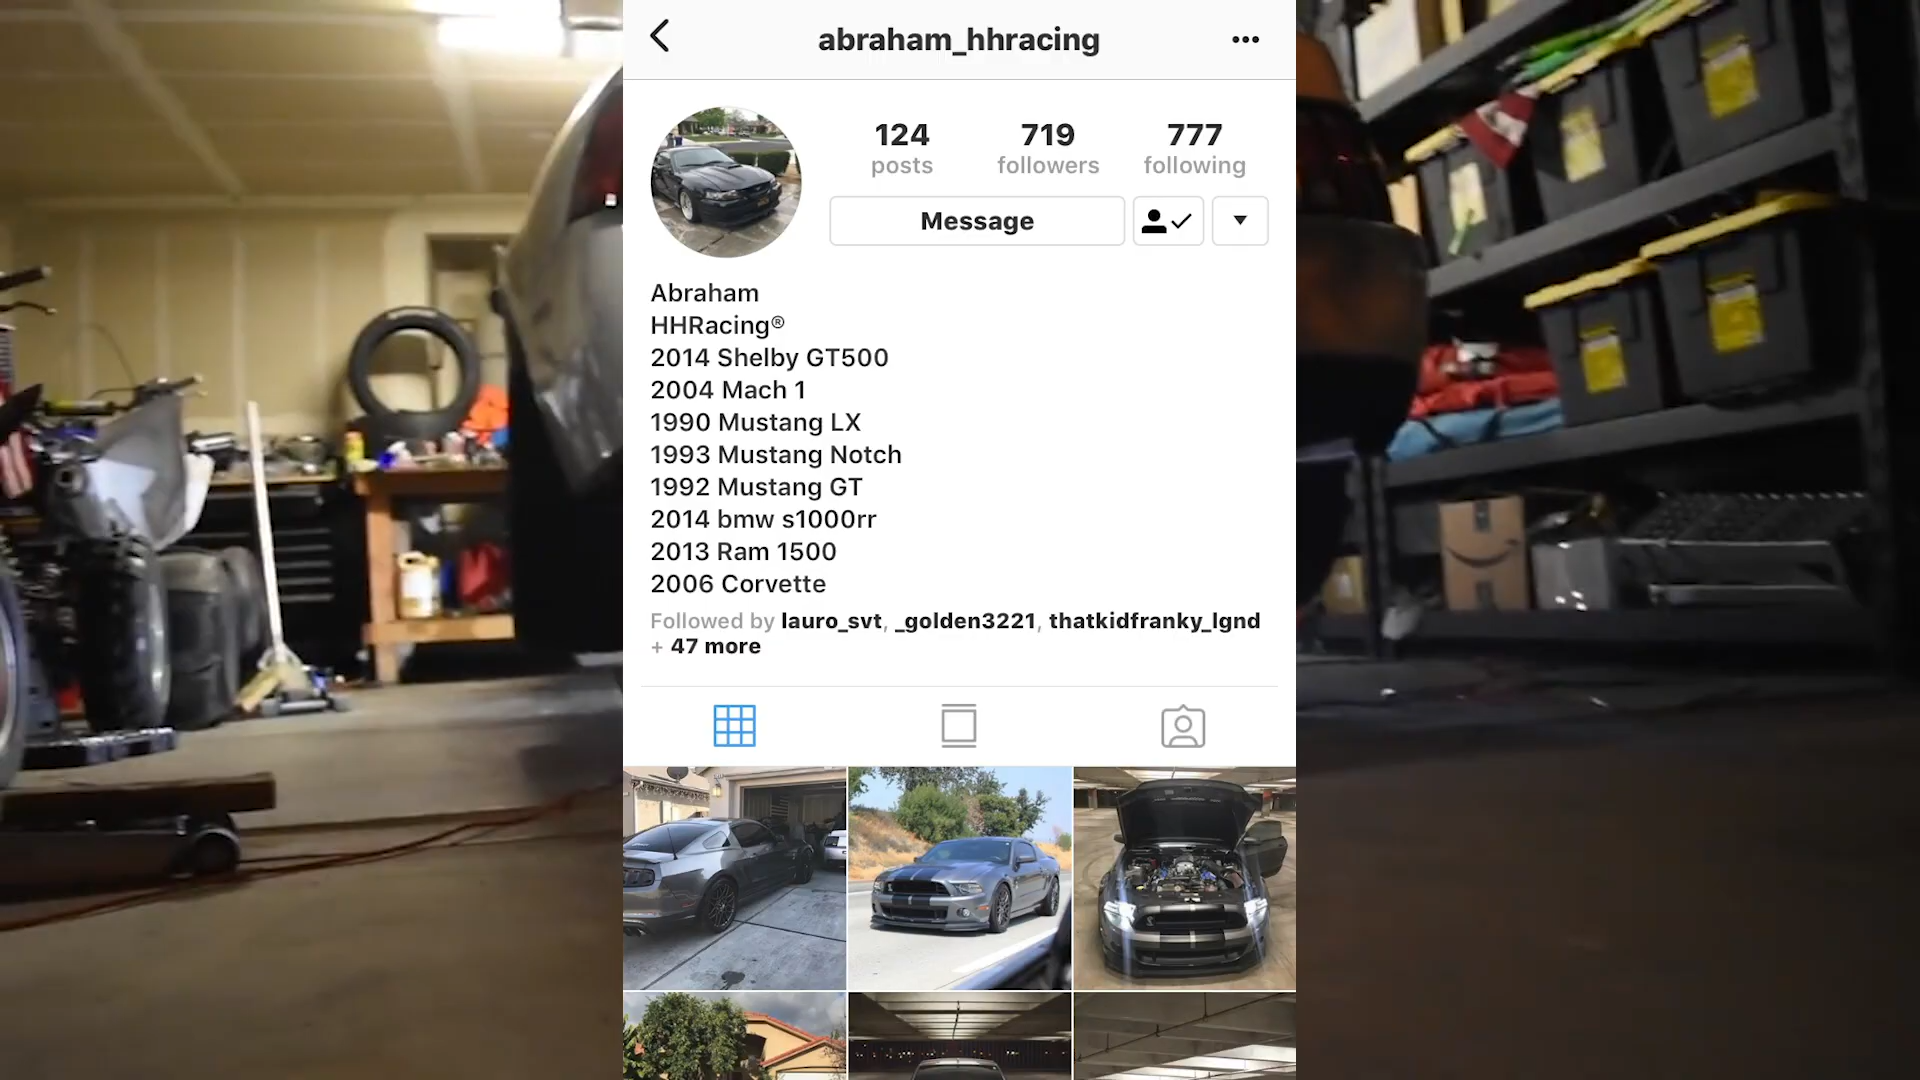 abraham_hhracing
124
719
777
posts
followers
following
Message
Abraham
HHRacing®
2014 Shelby GT500
2004 Mach 1
1990 Mustang LX
1993 Mustang Notch
1992 Mustang GT
2014 bmw s1000rr
2013 Ram 1500
2006 Corvette
Followed by lauro_svt, _golden3221, thatkidfranky_lgnd
+ 47 more